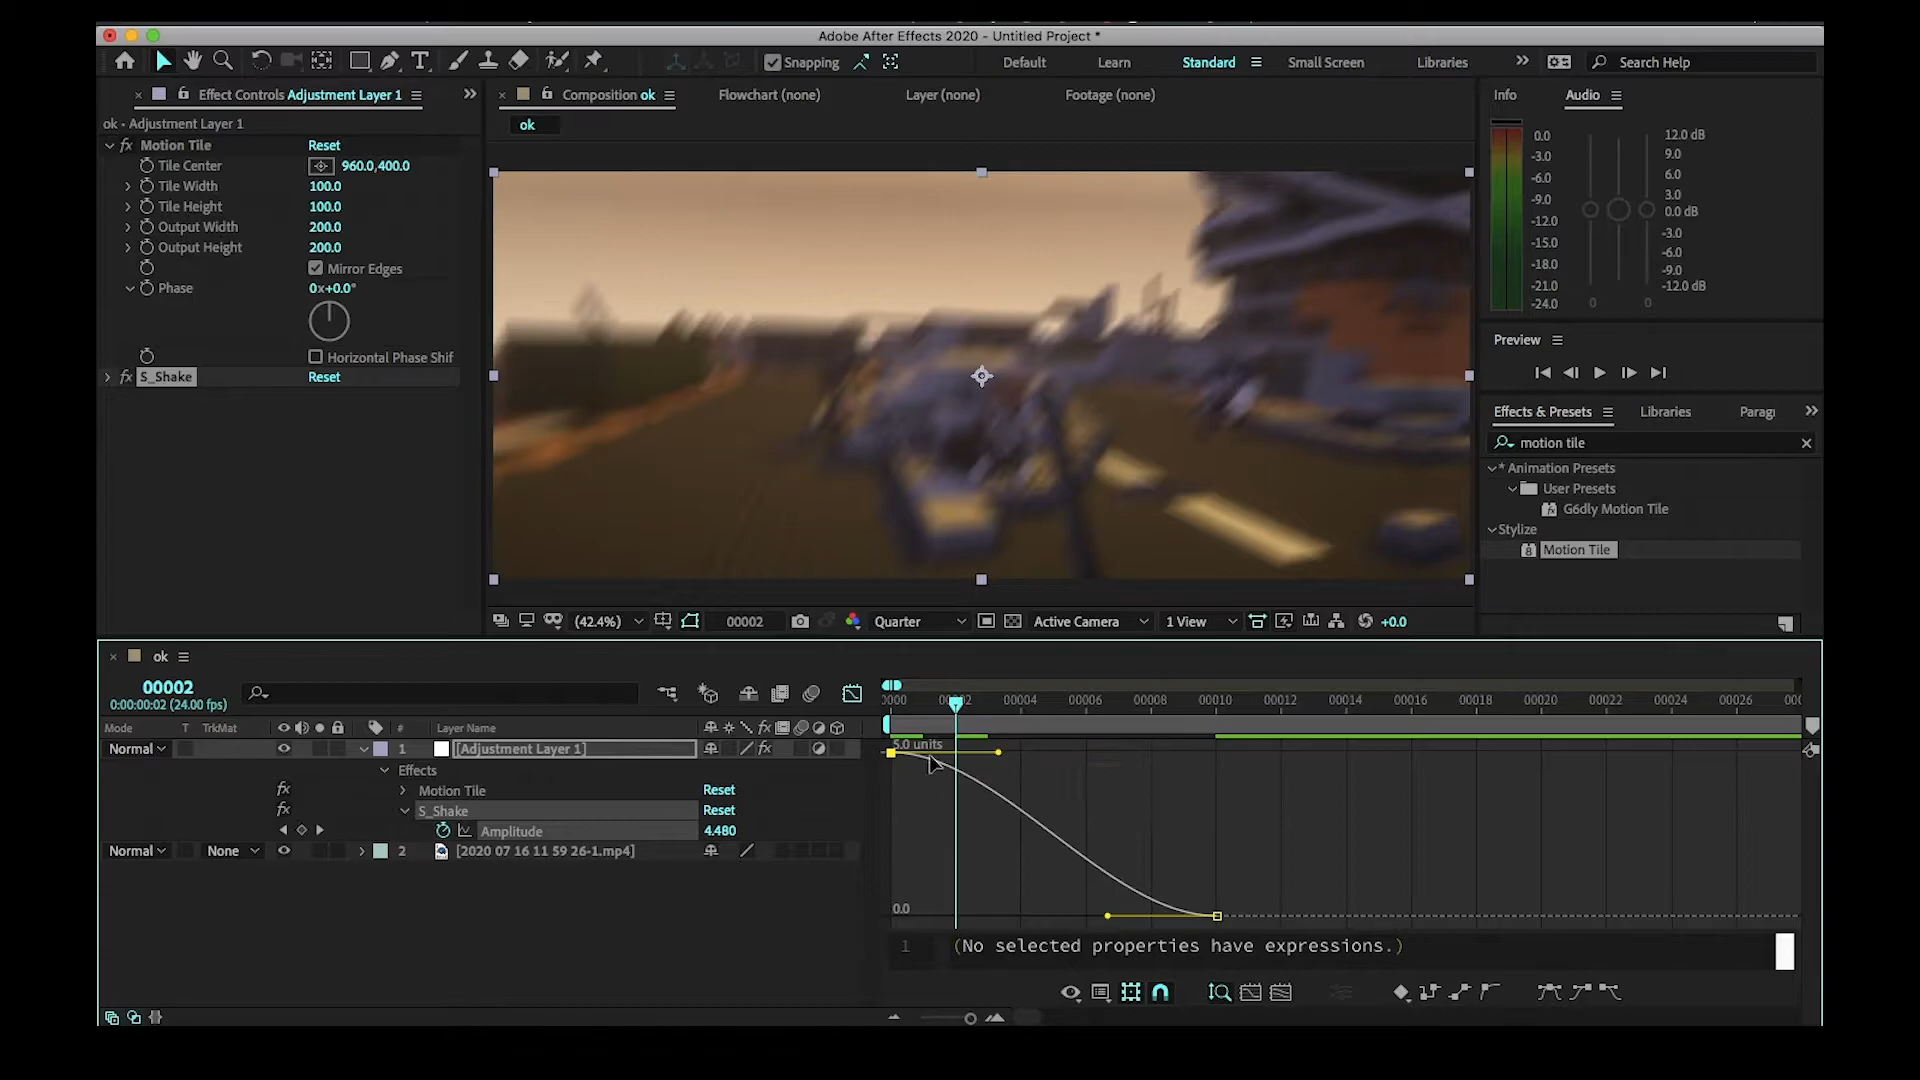 Adobe After Effects 2020 - Untitled Project *
Snapping
Default
Learn
Standard
Small Screen
Libraries
Search Help
Effect Controls Adjustment Layer 1
Composition ok
Flowchart (none)
Layer (none)
Footage (none)
Info
Audio
ok • Adjustment Layer 1
ok
fx Motion Tile Reset
Tile Center 960.0,400.0
Tile Width 100.0
Tile Height 100.0
Output Width 200.0
Output Height 200.0
Mirror Edges
Phase 0x+0.0°
Horizontal Phase Shif
fx S_Shake Reset
0.0
-3.0
-6.0
-9.0
-12.0
-15.0
-18.0
-21.0
-24.0
0
0
12.0 dB
9.0
6.0
3.0
0.0 dB
-3.0
-6.0
-9.0
-12.0 dB
Preview
Effects & Presets
Libraries
Paragi
motion tile
* Animation Presets
User Presets
G6dly Motion Tile
Stylize
Motion Tile
(42.4%)
00002
Quarter
Active Camera
1 View
+0.0
ok
00002
0:00:00:02 (24.00 fps)
0000
00004
00006
00008
00010
00012
00014
00016
00018
00020
00022
00024
00026
Mode T TrkMat # Layer Name fx
Normal 1 [Adjustment Layer 1] fx
Effects
fx Motion Tile Reset
fx S_Shake Reset
Amplitude 4.480
Normal None 2 [2020 07 16 11 59 26-1.mp4]
5.0 units
0.0
1 (No selected properties have expressions.)